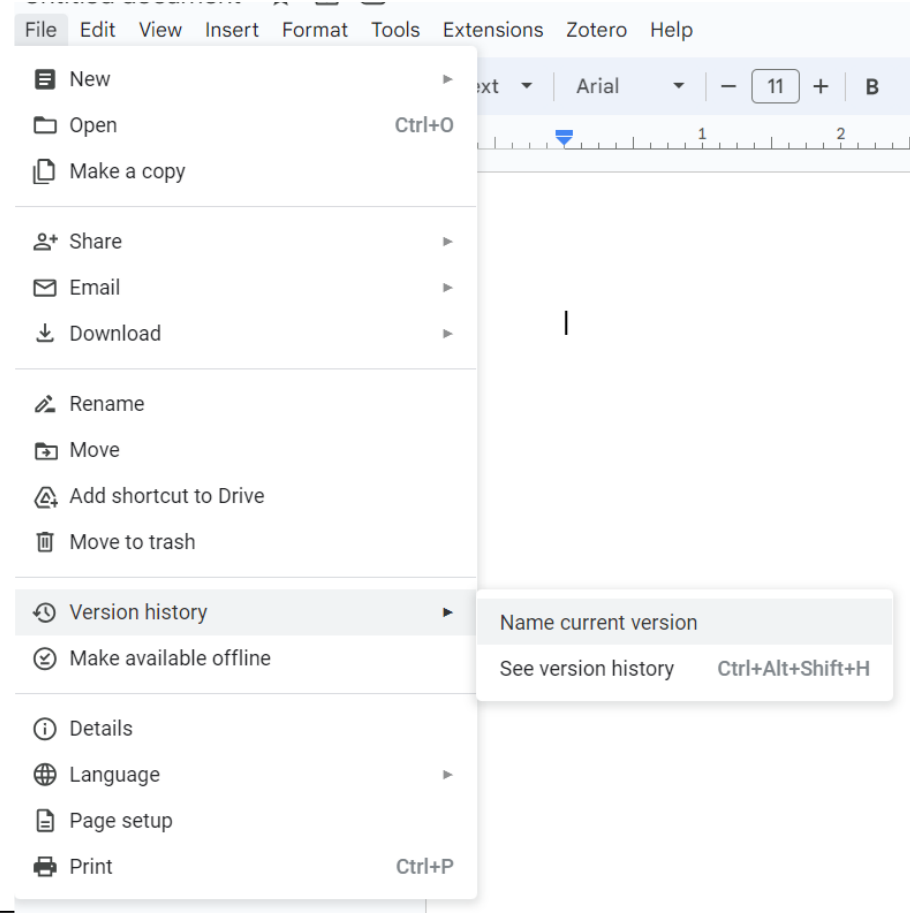 Untitled document
File Edit View Insert Format Tools Extensions Zotero Help
New
ext Arial 11 B
Open Ctrl+O
1 2
Make a copy
Share
Email
Download
Rename
Move
Add shortcut to Drive
Move to trash
Version history
Name current version
Make available offline
See version history Ctrl+Alt+Shift+H
Details
Language
Page setup
Print Ctrl+P